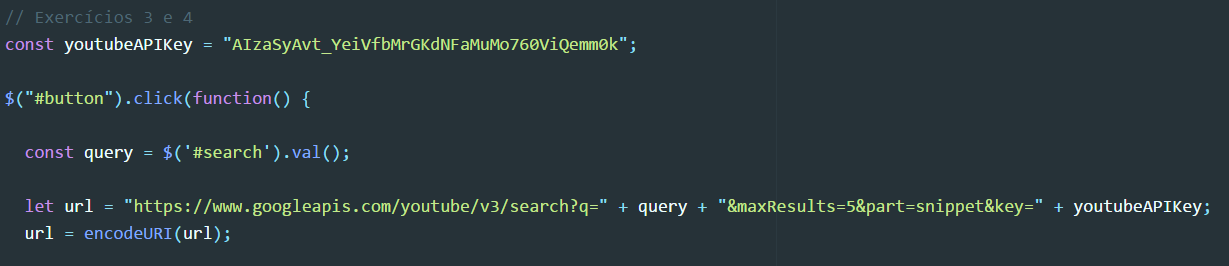 // Exercícios 3 e 4
const youtubeAPIKey = "AIzaSyAvt_YeiVfbMrGKdNFaMuMo760ViQemm0k";
$("#button").click(function() {
const query = $('#search').val();
let url = "https://www.googleapis.com/youtube/v3/search?q=" + query + "&maxResults=5&part=snippet&key=" + youtubeAPIKey;
url = encodeURI(url);